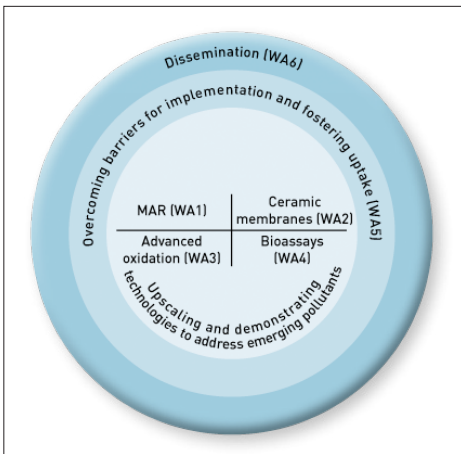 Dissemination (WA6)
Overcoming barriers for implementation and fostering uptake (WA5)
MAR (WA1)
Ceramic
membranes (WA2)
Advanced
oxidation (WA3)
Bioassays
(WA4)
Upscaling and demonstrating
technologies to address emerging pollutants